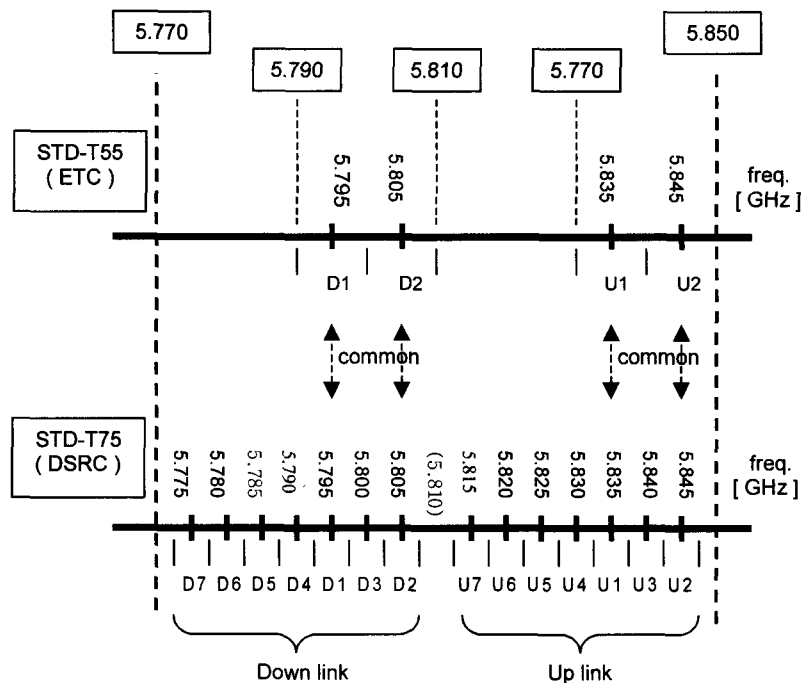 5.770
5.850
5.790
5.810
5.770
STD-T55
( ETC )
5.795
5.805
5.835
5.845
freq.
[ GHz ]
D1
D2
U1
U2
common
common
STD-T75
( DSRC )
5.775
5.780
5.785
5.790
5.795
5.800
5.805
(5.810)
5.815
5.820
5.825
5.830
5.835
5.840
5.845
freq.
[ GHz ]
D7 D6 D5 D4 D1 D3 D2 U7 U6 U5 U4 U1 U3 U2
Down link
Up link